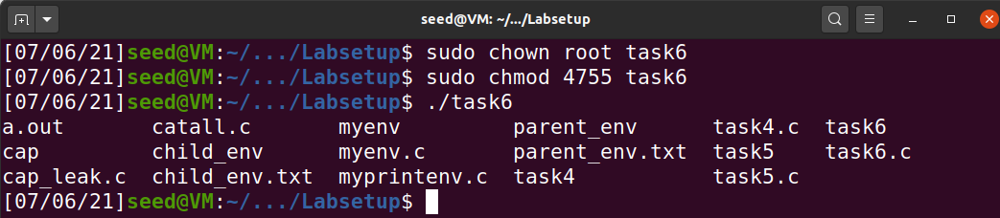 seed@VM: ~/.../Labsetup
[07/06/21]seed@VM:~/.../Labsetup$ sudo chown root task6
[07/06/21]seed@VM:~/.../Labsetup$ sudo chmod 4755 task6
[07/06/21]seed@VM:~/.../Labsetup$ ./task6
a.out       catall.c       myenv         parent_env      task4.c  task6
cap         child_env      myenv.c       parent_env.txt  task5    task6.c
cap_leak.c  child_env.txt  myprintenv.c  task4           task5.c
[07/06/21]seed@VM:~/.../Labsetup$